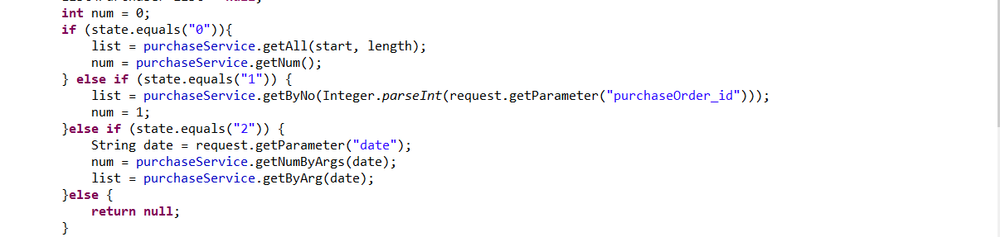 int num = 0;
if (state.equals("0")){
list = purchaseService.getAll(start, length);
num = purchaseService.getNum();
} else if (state.equals("1")) {
list = purchaseService.getByNo(Integer.parseInt(request.getParameter("purchaseOrder_id")));
num = 1;
}else if (state.equals("2")) {
String date = request.getParameter("date");
num = purchaseService.getNumByArgs(date);
list = purchaseService.getByArg(date);
}else {
return null;
}